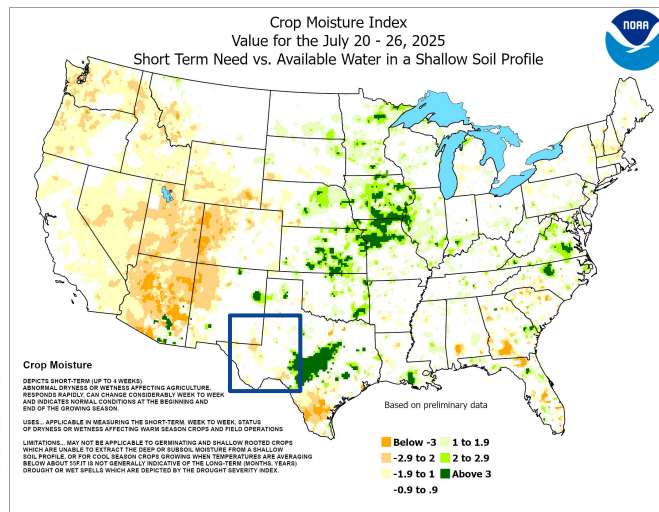 Crop Moisture Index
Value for the July 20 - 26, 2025
Short Term Need vs. Available Water in a Shallow Soil Profile
NOAA
Crop Moisture
DEPICTS SHORT-TERM (UP TO 4 WEEKS)
ABNORMAL DRYNESS OR WETNESS AFFECTING AGRICULTURE,
RESPONDS RAPIDLY, CAN CHANGE CONSIDERABLY WEEK TO WEEK
AND INDICATES NORMAL CONDITIONS AT THE BEGINNING AND
END OF THE GROWING SEASON.
USES... APPLICABLE IN MEASURING THE SHORT-TERM, WEEK TO WEEK, STATUS
OF DRYNESS OR WETNESS AFFECTING WARM SEASON CROPS AND FIELD OPERATIONS
LIMITATIONS... MAY NOT BE APPLICABLE TO GERMINATING AND SHALLOW ROOTED CROPS
WHICH ARE UNABLE TO EXTRACT THE DEEP OR SUBSOIL MOISTURE FROM A SHALLOW
SOIL PROFILE, OR FOR COOL SEASON CROPS GROWING WHEN TEMPERATURES ARE AVERAGING
BELOW ABOUT 55F.IT IS NOT GENERALLY INDICATIVE OF THE LONG-TERM (MONTHS, YEARS)
DROUGHT OR WET SPELLS WHICH ARE DEPICTED BY THE DROUGHT SEVERITY INDEX.
Based on preliminary data
Below -3
1 to 1.9
-2.9 to 2
2 to 2.9
-1.9 to 1
Above 3
-0.9 to .9